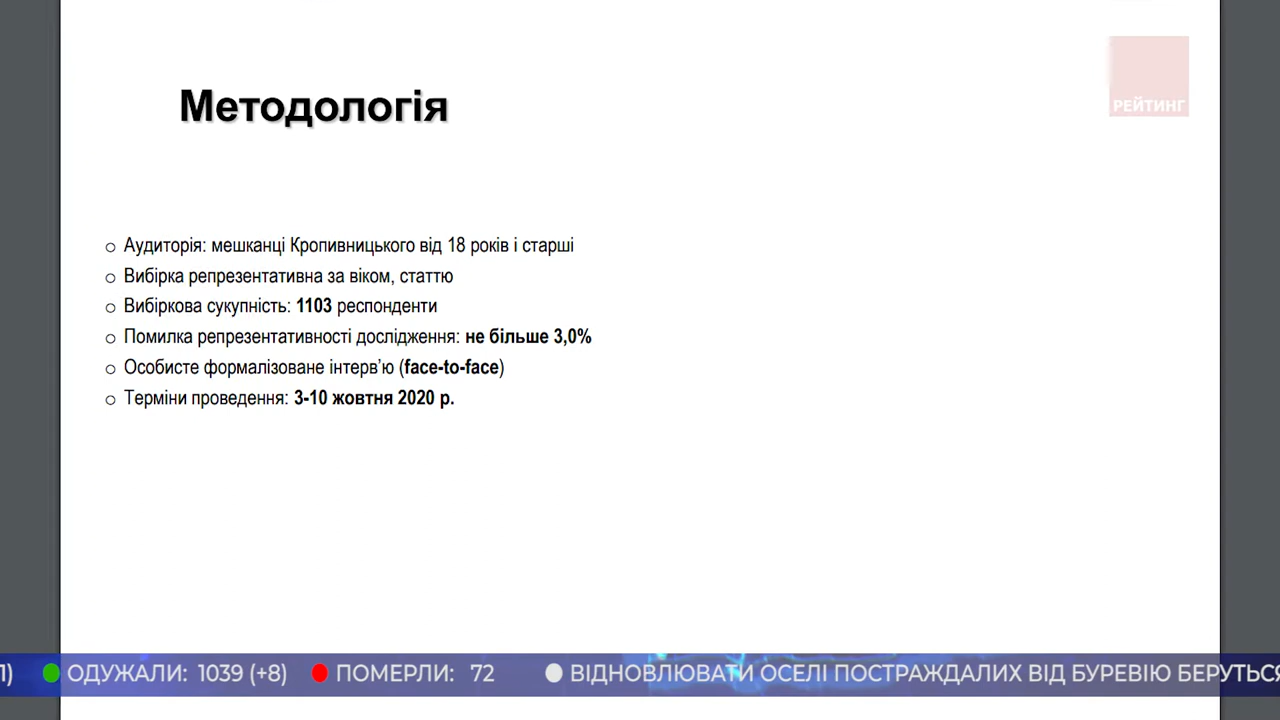 РЕЙТИНГ
Методологія
Аудиторія: мешканці Кропивницького від 18 років і старші
Вибірка репрезентативна за віком, статтю
Вибіркова сукупність: 1103 респонденти
Помилка репрезентативності дослідження: не більше 3,0%
Особисте формалізоване інтерв’ю (face-to-face)
Терміни проведення: 3-10 жовтня 2020 р.
1) ОДУЖАЛИ: 1039 (+8) ПОМЕРЛИ: 72 ВІДНОВЛЮВАТИ ОСЕЛІ ПОСТРАЖДАЛИХ ВІД БУРЕВІЮ БЕРУТЬСЯ